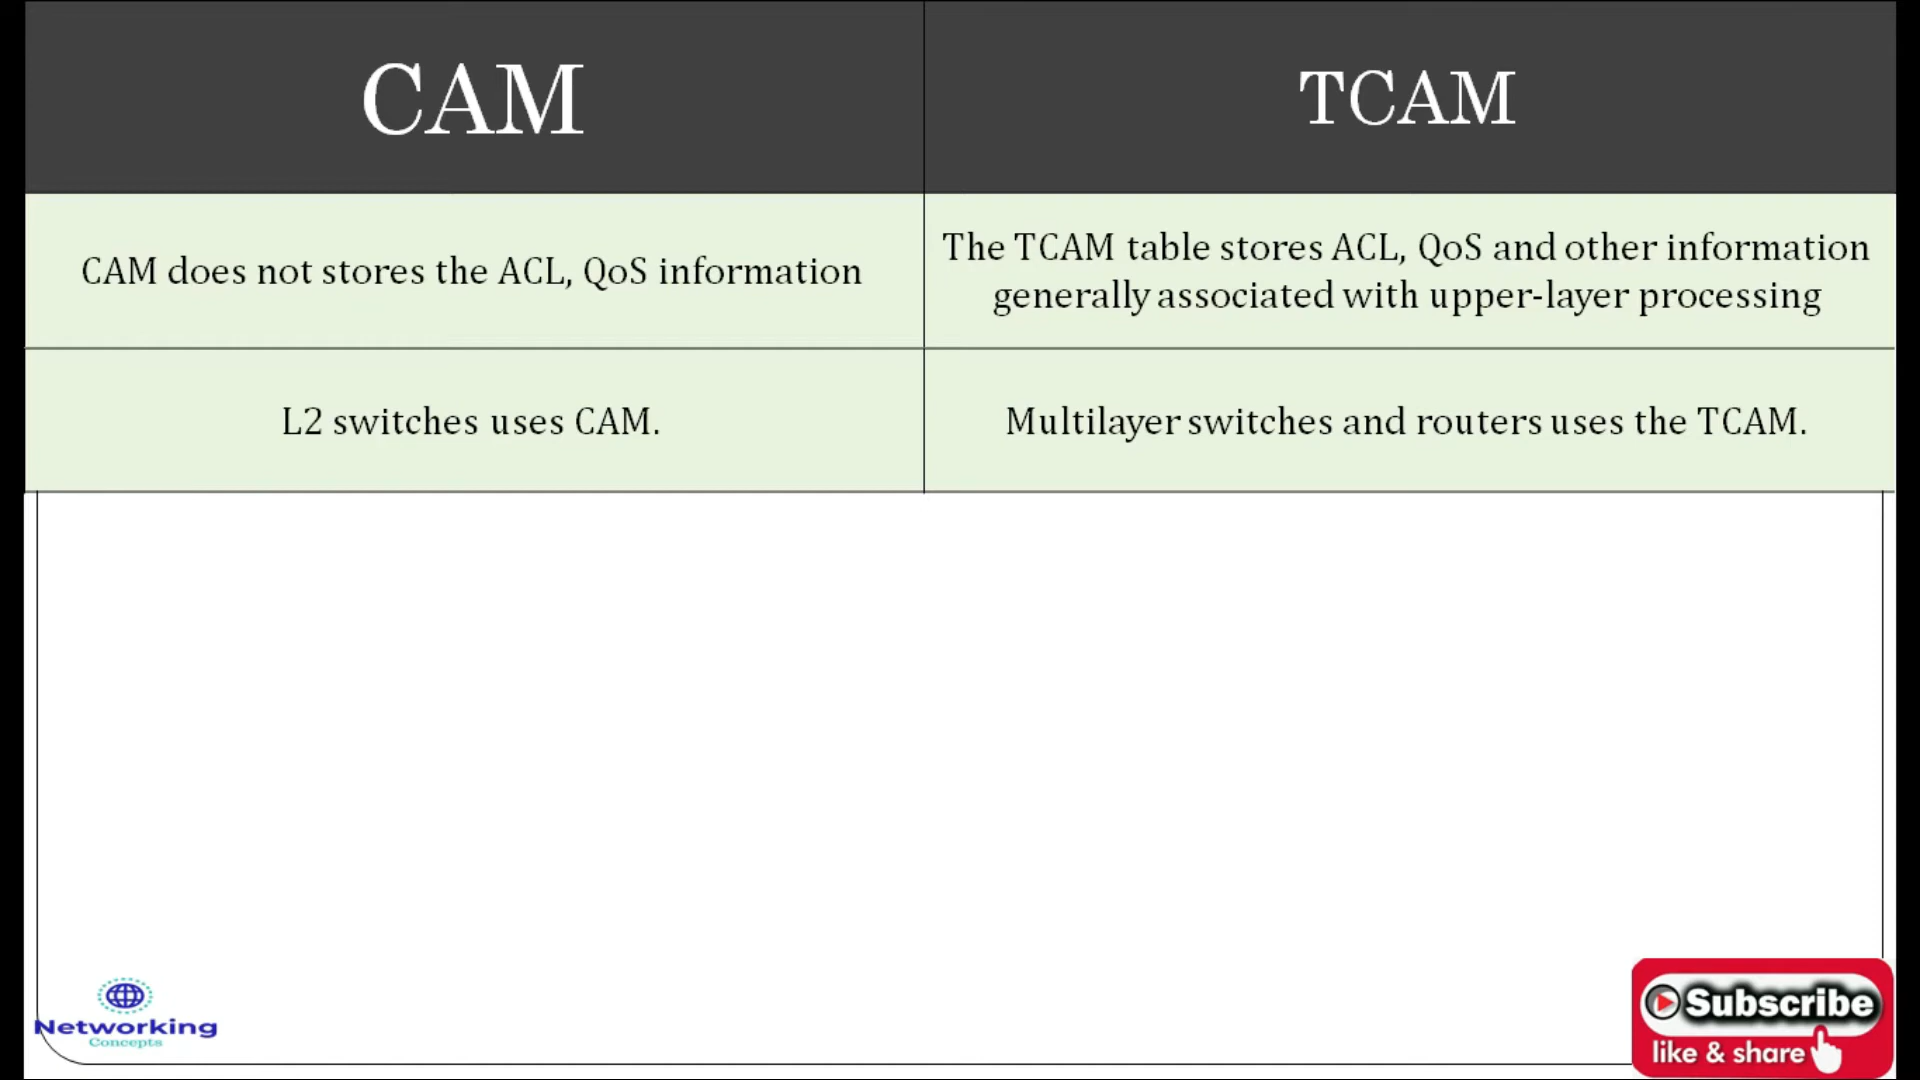 CAM
TCAM
CAM does not stores the ACL, QoS information
The TCAM table stores ACL, QoS and other information
generally associated with upper-layer processing
L2 switches uses CAM.
Multilayer switches and routers uses the TCAM.
Networking
Concepts
Subscribe
like & share